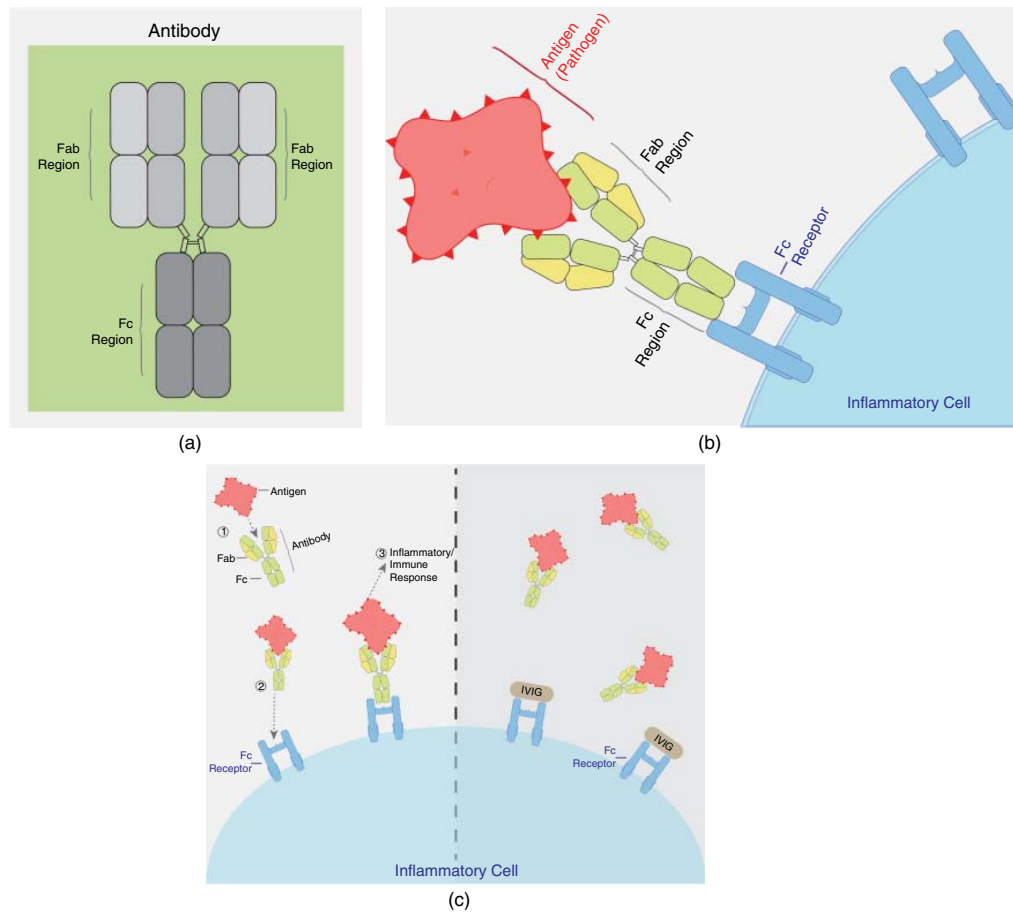 Antibody
Fab
Region
Fab
Region
Fc
Region
(a)
Antigen
(Pathogen)
Fab
Region
Fc
Receptor
Fc
Region
Inflammatory Cell
(b)
Antigen
①
Antibody
Fab
Fc
③ Inflammatory/
Immune
Response
②
Fc
Receptor
IVIG
IVIG
Fc
Receptor
Inflammatory Cell
(c)